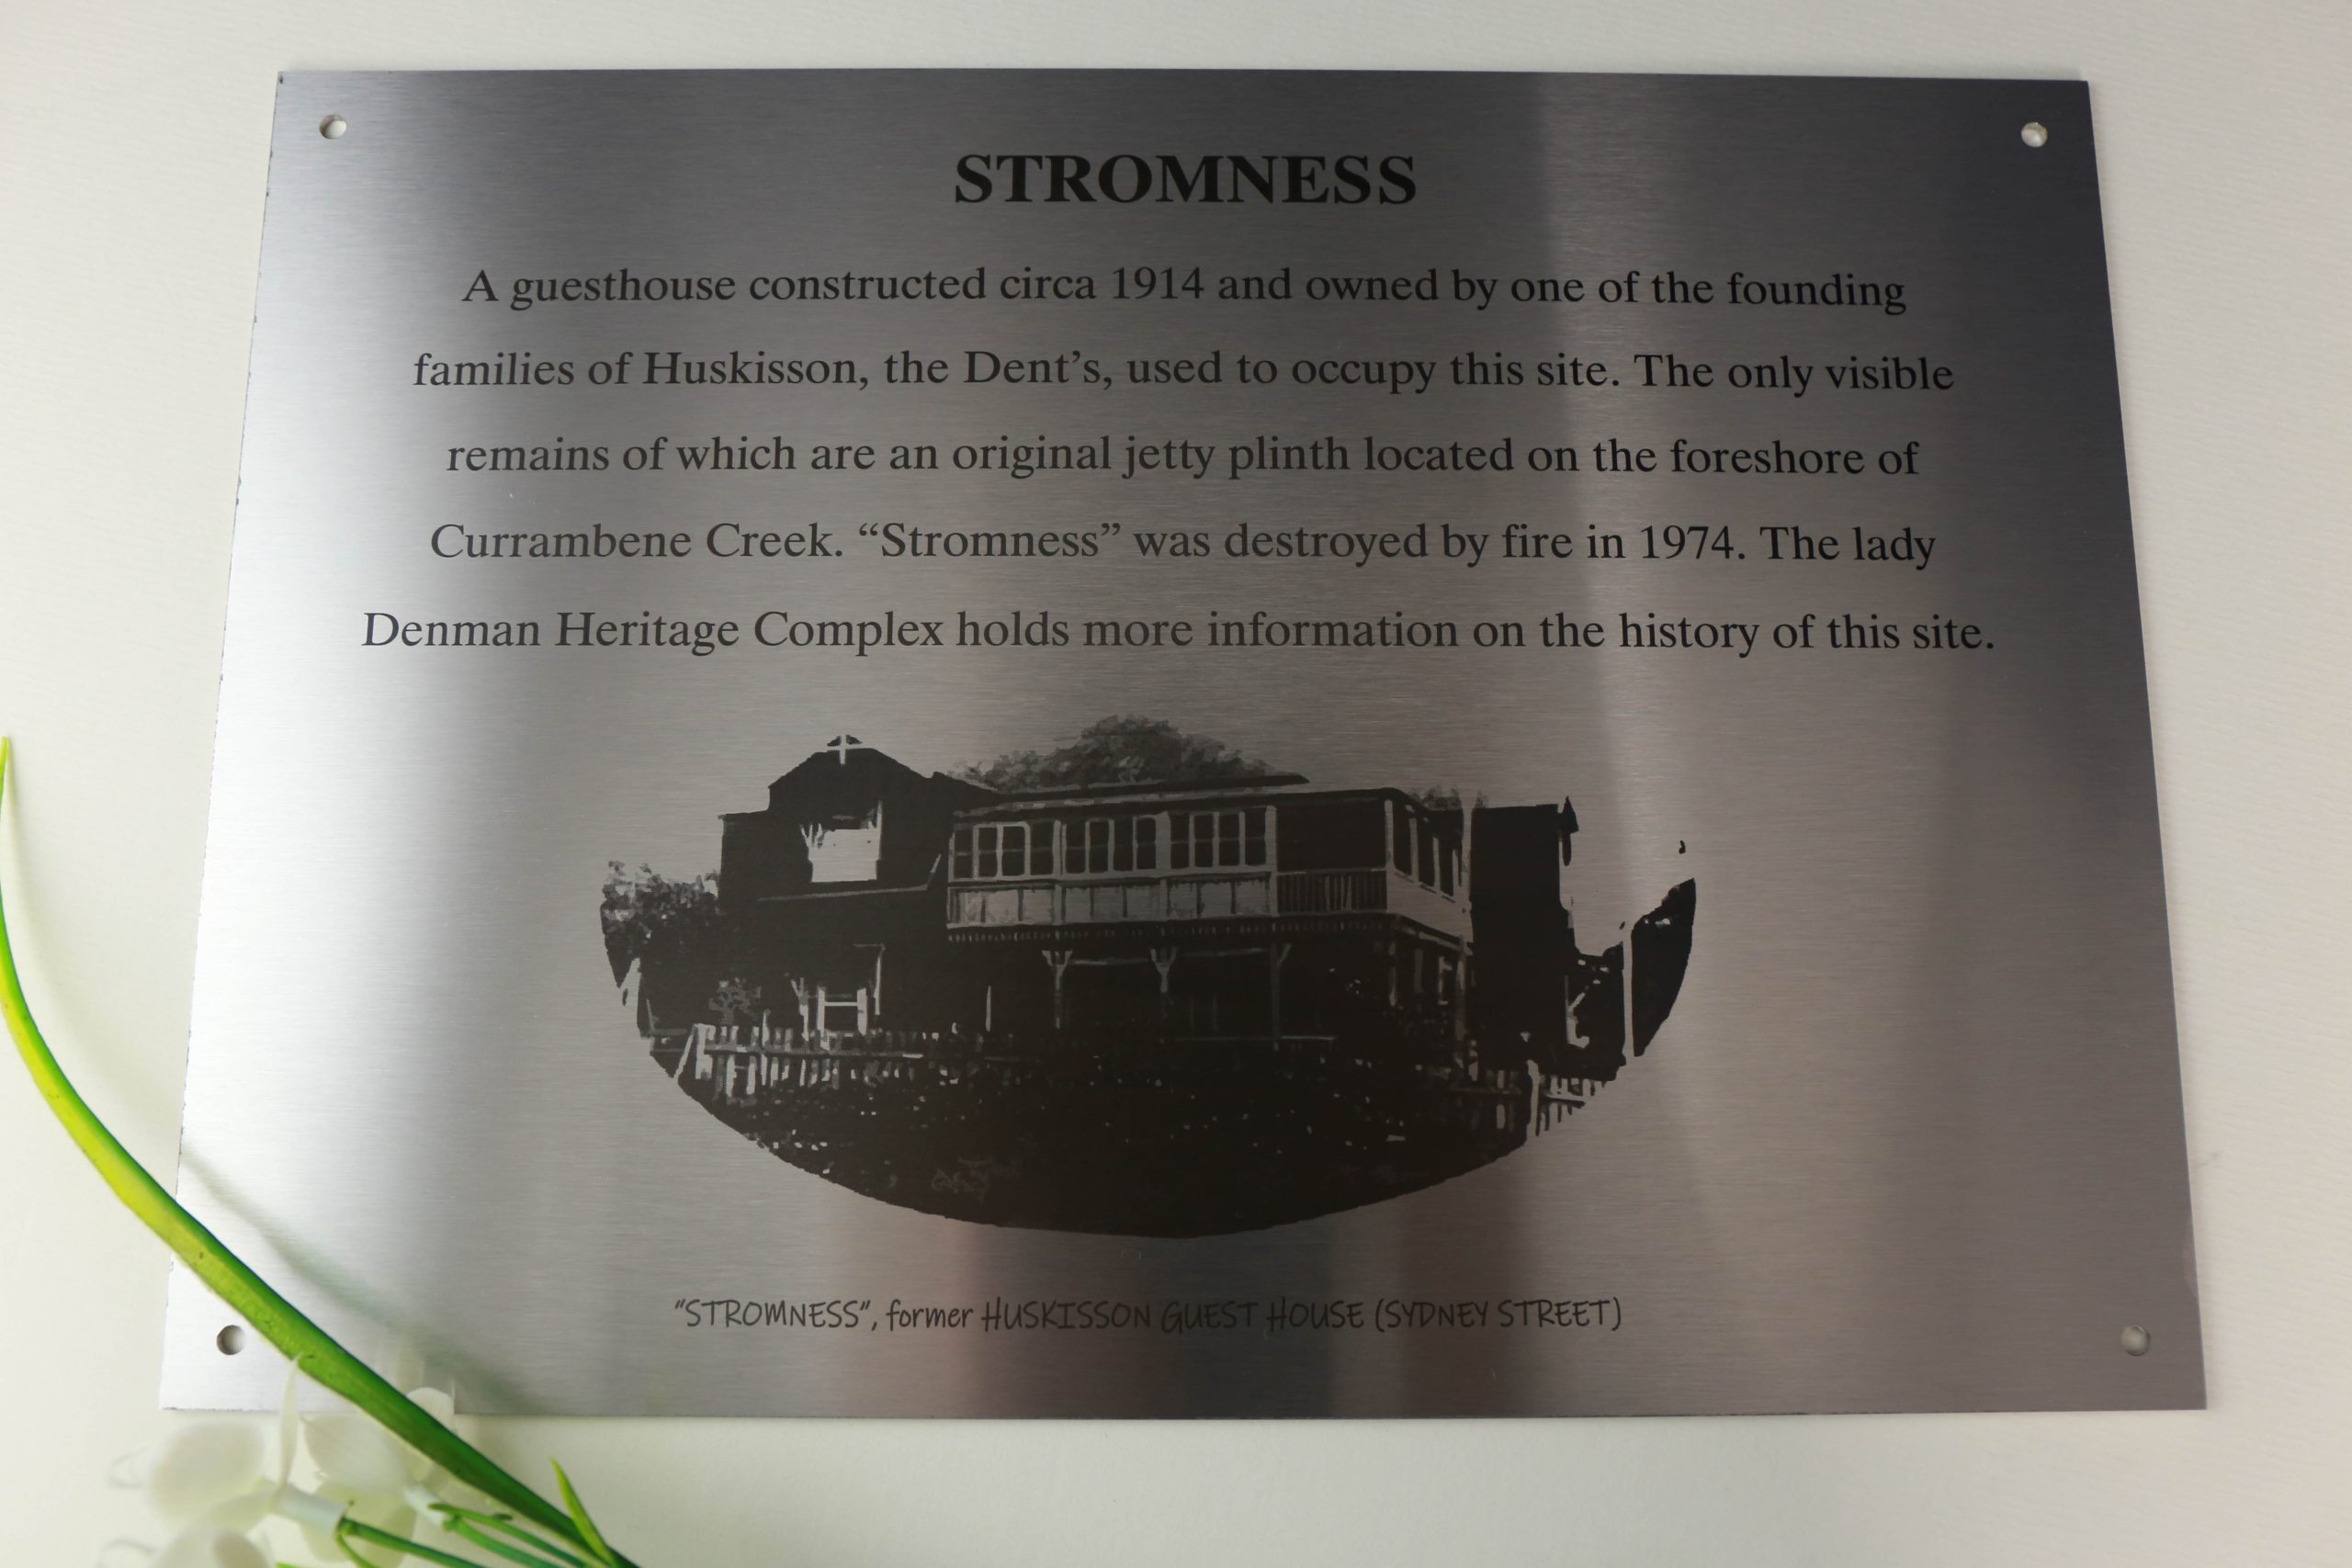 STROMNESS
A guesthouse constructed circa 1914 and owned by one of the founding
families of Huskisson, the Dent’s, used to occupy this site. The only visible
remains of which are an original jetty plinth located on the foreshore of
Currambene Creek. “Stromness” was destroyed by fire in 1974. The lady
Denman Heritage Complex holds more information on the history of this site.
"STROMNESS", former HUSKISSON GUEST HOUSE (SYDNEY STREET)